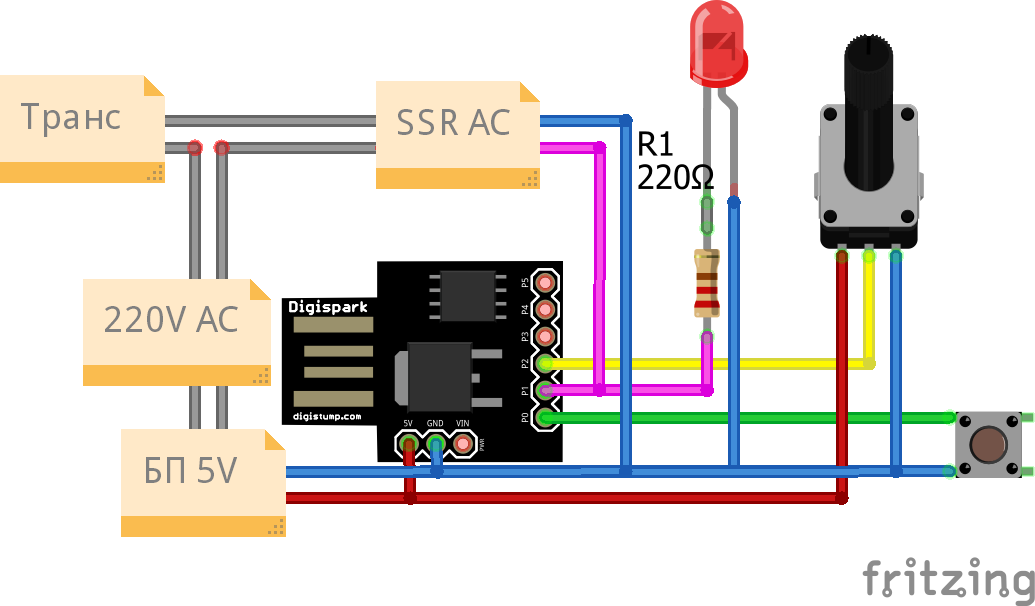 Транс
SSR AC
R1
220Ω
220V AC
Digispark
digistump.com
P5
P4
P3
P2
P1
P0
5V GND VIN
PWR
БП 5V
fritzing